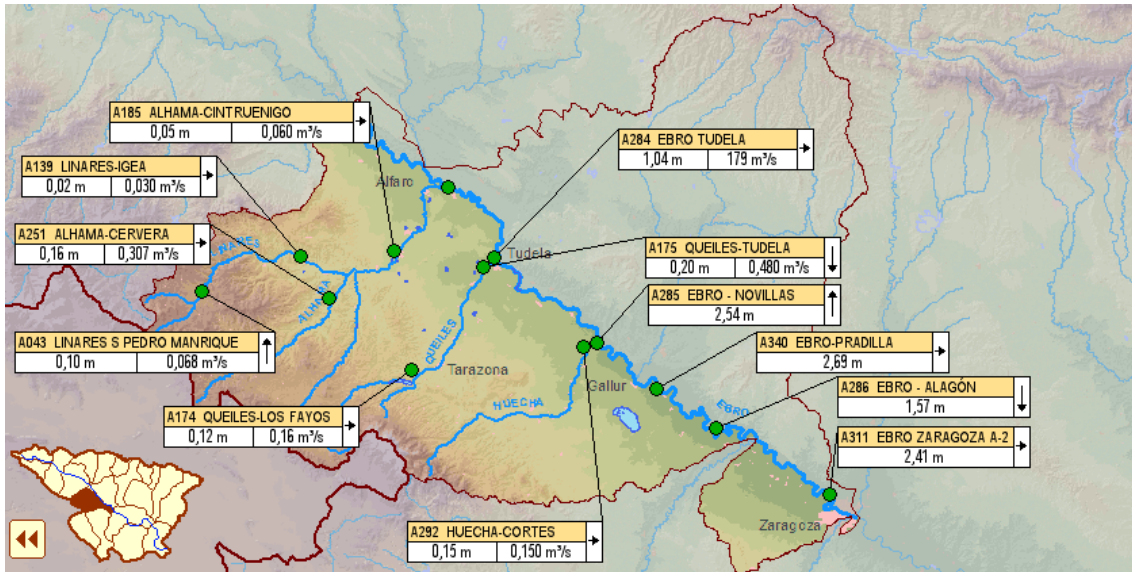 A185 ALHAMA-CINTRUENIGO
0,05 m 0,060 m³/s
A284 EBRO TUDELA
1,04 m 179 m³/s
A139 LINARES-IGEA
0,02 m 0,030 m³/s
Alfaro
A251 ALHAMA-CERVERA
0,16 m 0,307 m³/s
A175 QUEILES-TUDELA
0,20 m 0,480 m³/s
Tudela
ALHAMA
A285 EBRO - NOVILLAS
2,54 m
A043 LINARES S PEDRO MANRIQUE
0,10 m 0,068 m³/s
A340 EBRO-PRADILLA
2,69 m
QUEILES
Tarazona
Gallur
A286 EBRO - ALAGÓN
1,57 m
HUECHA
EBRO
A174 QUEILES-LOS FAYOS
0,12 m 0,16 m³/s
A311 EBRO ZARAGOZA A-2
2,41 m
A292 HUECHA-CORTES
0,15 m 0,150 m³/s
Zaragoza